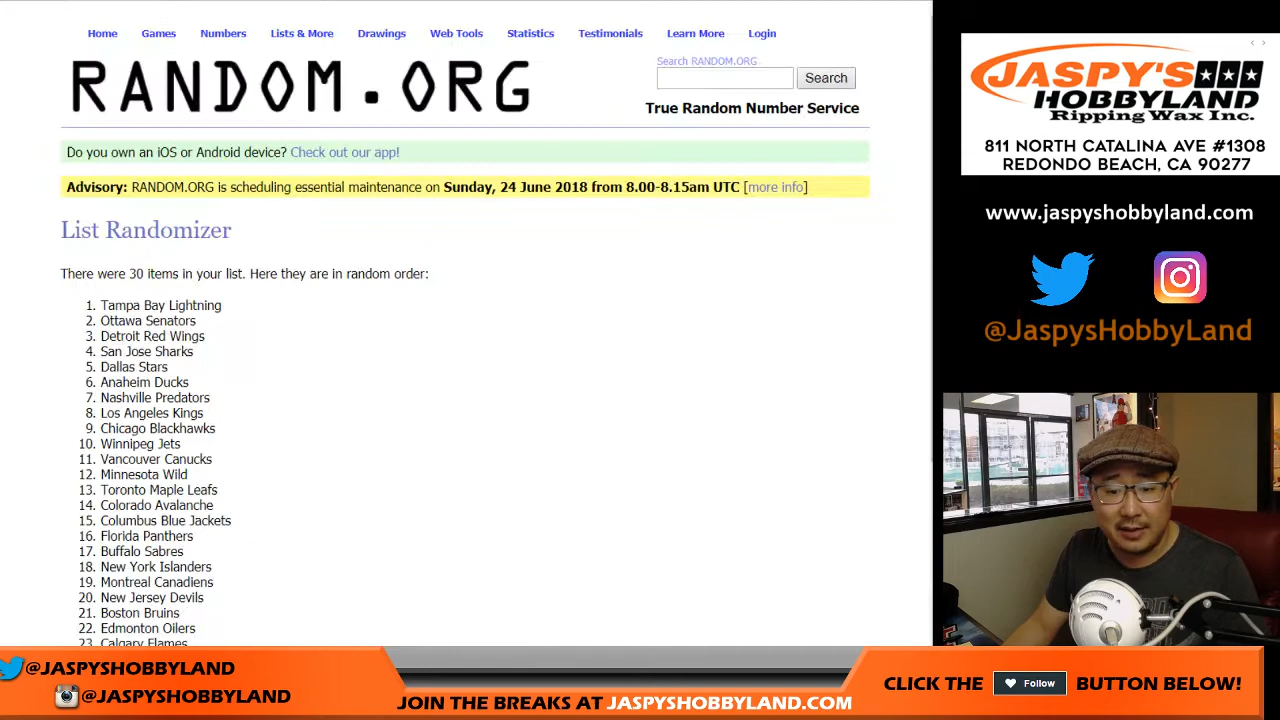 Home Games Numbers Lists & More Drawings Web Tools Statistics Testimonials Learn More Login
RANDOM.ORG
Search RANDOM.ORG
Search
True Random Number Service
Do you own an iOS or Android device? Check out our app!
Advisory: RANDOM.ORG is scheduling essential maintenance on Sunday, 24 June 2018 from 8.00-8.15am UTC [more info]
List Randomizer
There were 30 items in your list. Here they are in random order:
1. Tampa Bay Lightning
2. Ottawa Senators
3. Detroit Red Wings
4. San Jose Sharks
5. Dallas Stars
6. Anaheim Ducks
7. Nashville Predators
8. Los Angeles Kings
9. Chicago Blackhawks
10. Winnipeg Jets
11. Vancouver Canucks
12. Minnesota Wild
13. Toronto Maple Leafs
14. Colorado Avalanche
15. Columbus Blue Jackets
16. Florida Panthers
17. Buffalo Sabres
18. New York Islanders
19. Montreal Canadiens
20. New Jersey Devils
21. Boston Bruins
22. Edmonton Oilers
23. Calgary Flames
JASPY'S
HOBBYLAND
Ripping Wax Inc.
811 NORTH CATALINA AVE #1308
REDONDO BEACH, CA 90277
www.jaspyshobbyland.com
@JaspysHobbyLand
@JASPYSHOBBYLAND
@JASPYSHOBBYLAND
JOIN THE BREAKS AT JASPYSHOBBYLAND.COM
CLICK THE Follow BUTTON BELOW!